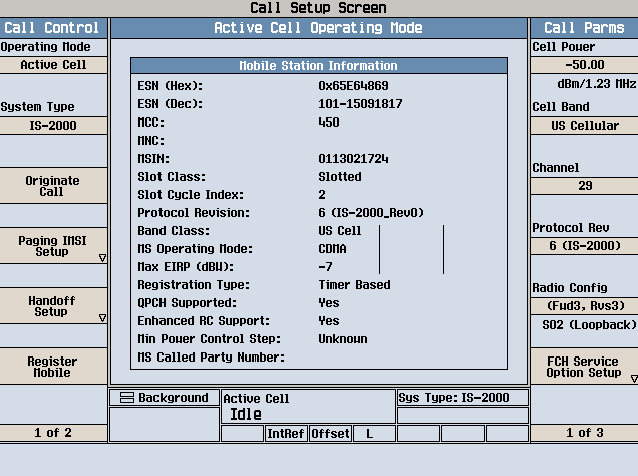 Call Setup Screen
Call Control
Active Cell Operating Mode
Call Parms
Operating Mode
Active Cell
System Type
IS-2000
Originate
Call
Paging IMSI
Setup
Handoff
Setup
Register
Mobile
1 of 2
Mobile Station Information
ESN (Hex): 0x65E64869
ESN (Dec): 101-15091817
MCC: 450
MNC:
MSIN: 0113021724
Slot Class: Slotted
Slot Cycle Index: 2
Protocol Revision: 6 (IS-2000_Rev0)
Band Class: US Cell
MS Operating Mode: CDMA
Max EIRP (dBW): -7
Registration Type: Timer Based
QPCH Supported: Yes
Enhanced RC Support: Yes
Min Power Control Step: Unknown
MS Called Party Number:
Background
Active Cell
Idle
Sys Type: IS-2000
IntRef Offset L
Cell Power
-50.00
dBm/1.23 MHz
Cell Band
US Cellular
Channel
29
Protocol Rev
6 (IS-2000)
Radio Config
(Fwd3, Rvs3)
SO2 (Loopback)
FCH Service
Option Setup
1 of 3